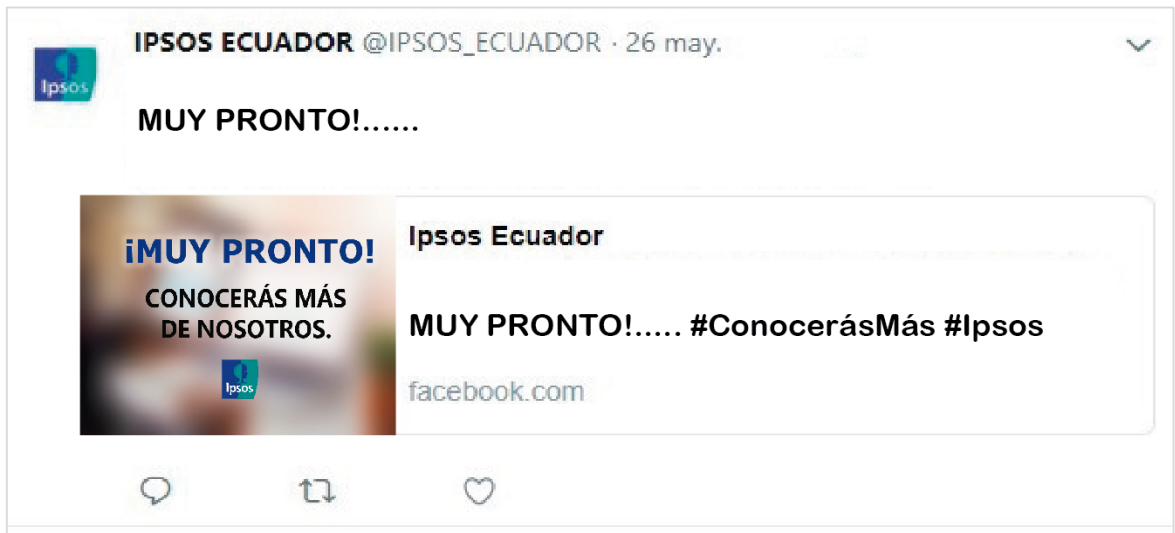 IPSOS ECUADOR @IPSOS_ECUADOR · 26 may.
Ipsos
MUY PRONTO!......
¡MUY PRONTO!
CONOCERÁS MÁS
DE NOSOTROS.
Ipsos
Ipsos Ecuador
MUY PRONTO!..... #ConocerásMás #Ipsos
facebook.com